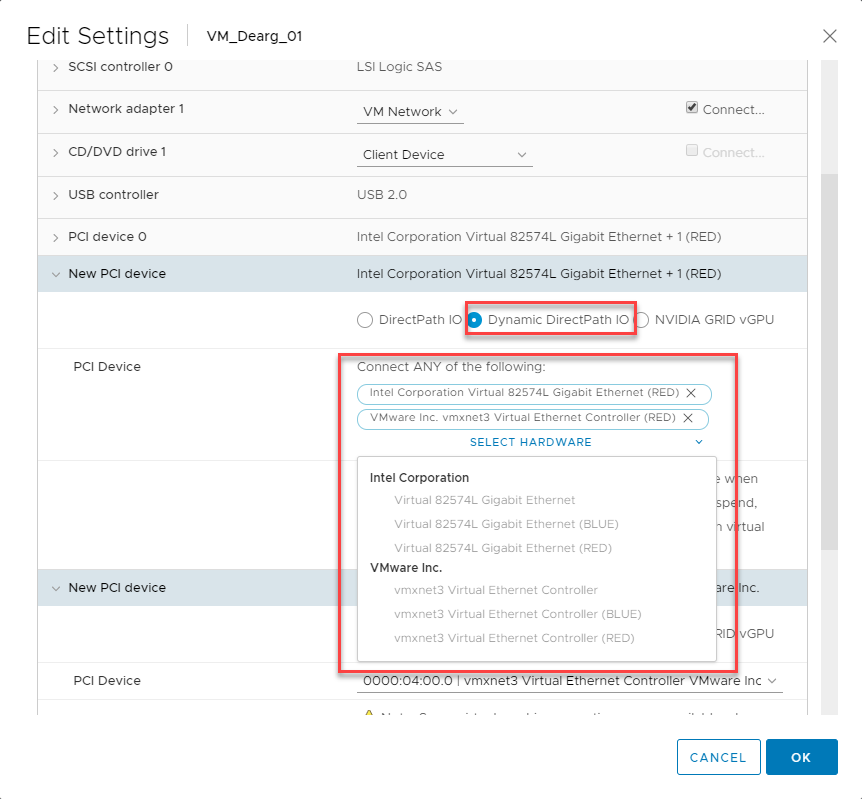 Edit Settings | VM_Dearg_01
SCSI controller 0 LSI Logic SAS
Network adapter 1 VM Network Connect...
CD/DVD drive 1 Client Device Connect...
USB controller USB 2.0
PCI device 0 Intel Corporation Virtual 82574L Gigabit Ethernet + 1 (RED)
New PCI device Intel Corporation Virtual 82574L Gigabit Ethernet + 1 (RED)
DirectPath IO Dynamic DirectPath IO NVIDIA GRID vGPU
PCI Device Connect ANY of the following:
Intel Corporation Virtual 82574L Gigabit Ethernet (RED)
VMware Inc. vmxnet3 Virtual Ethernet Controller (RED)
SELECT HARDWARE
Intel Corporation
when
Virtual 82574L Gigabit Ethernet
spend,
Virtual 82574L Gigabit Ethernet (BLUE)
virtual
Virtual 82574L Gigabit Ethernet (RED)
VMware Inc.
New PCI device
vmxnet3 Virtual Ethernet Controller
are Inc.
vmxnet3 Virtual Ethernet Controller (BLUE)
vmxnet3 Virtual Ethernet Controller (RED)
RID vGPU
PCI Device 0000:04:00.0 | vmxnet3 Virtual Ethernet Controller VMware Inc
CANCEL OK